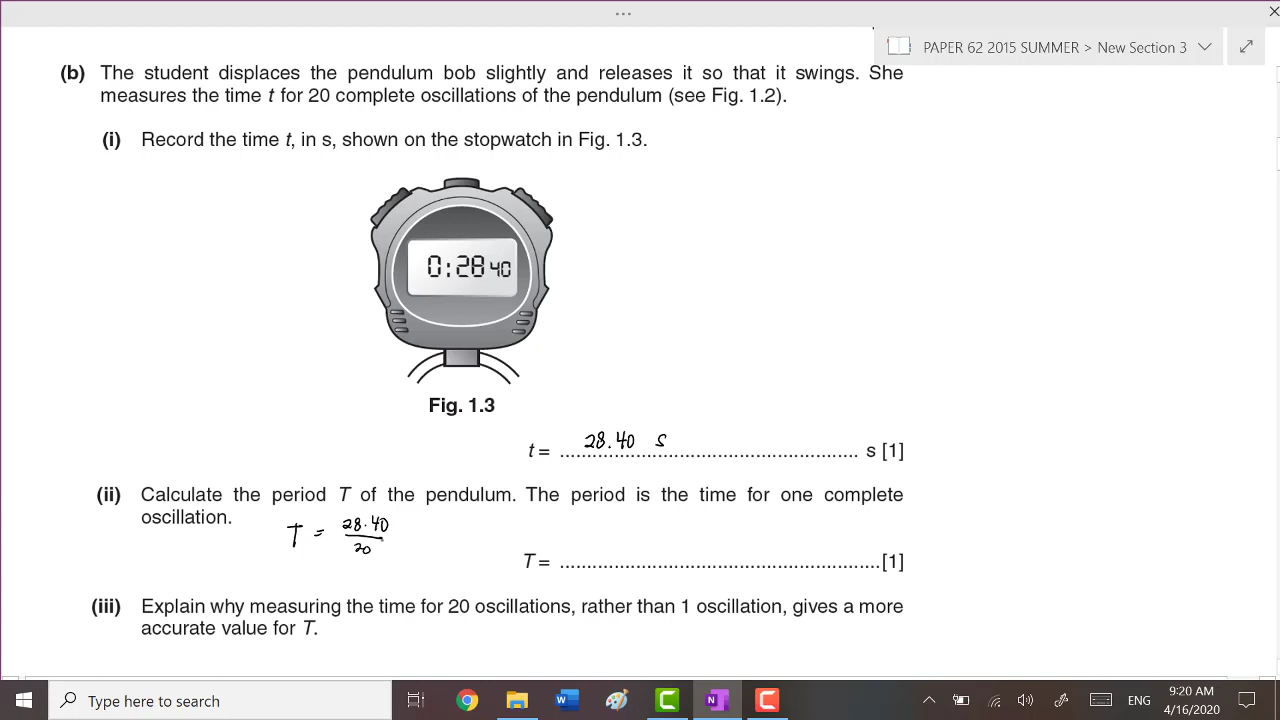 ...
PAPER 62 2015 SUMMER > New Section 3
(b) The student displaces the pendulum bob slightly and releases it so that it swings. She
measures the time t for 20 complete oscillations of the pendulum (see Fig. 1.2).
(i) Record the time t, in s, shown on the stopwatch in Fig. 1.3.
0:28 40
Fig. 1.3
28.40 s
t = ........................................................ s [1]
(ii) Calculate the period T of the pendulum. The period is the time for one complete
oscillation.
T = 28.40
20
T = ............................................................[1]
(iii) Explain why measuring the time for 20 oscillations, rather than 1 oscillation, gives a more
accurate value for T.
Type here to search
ENG
9:20 AM
4/16/2020